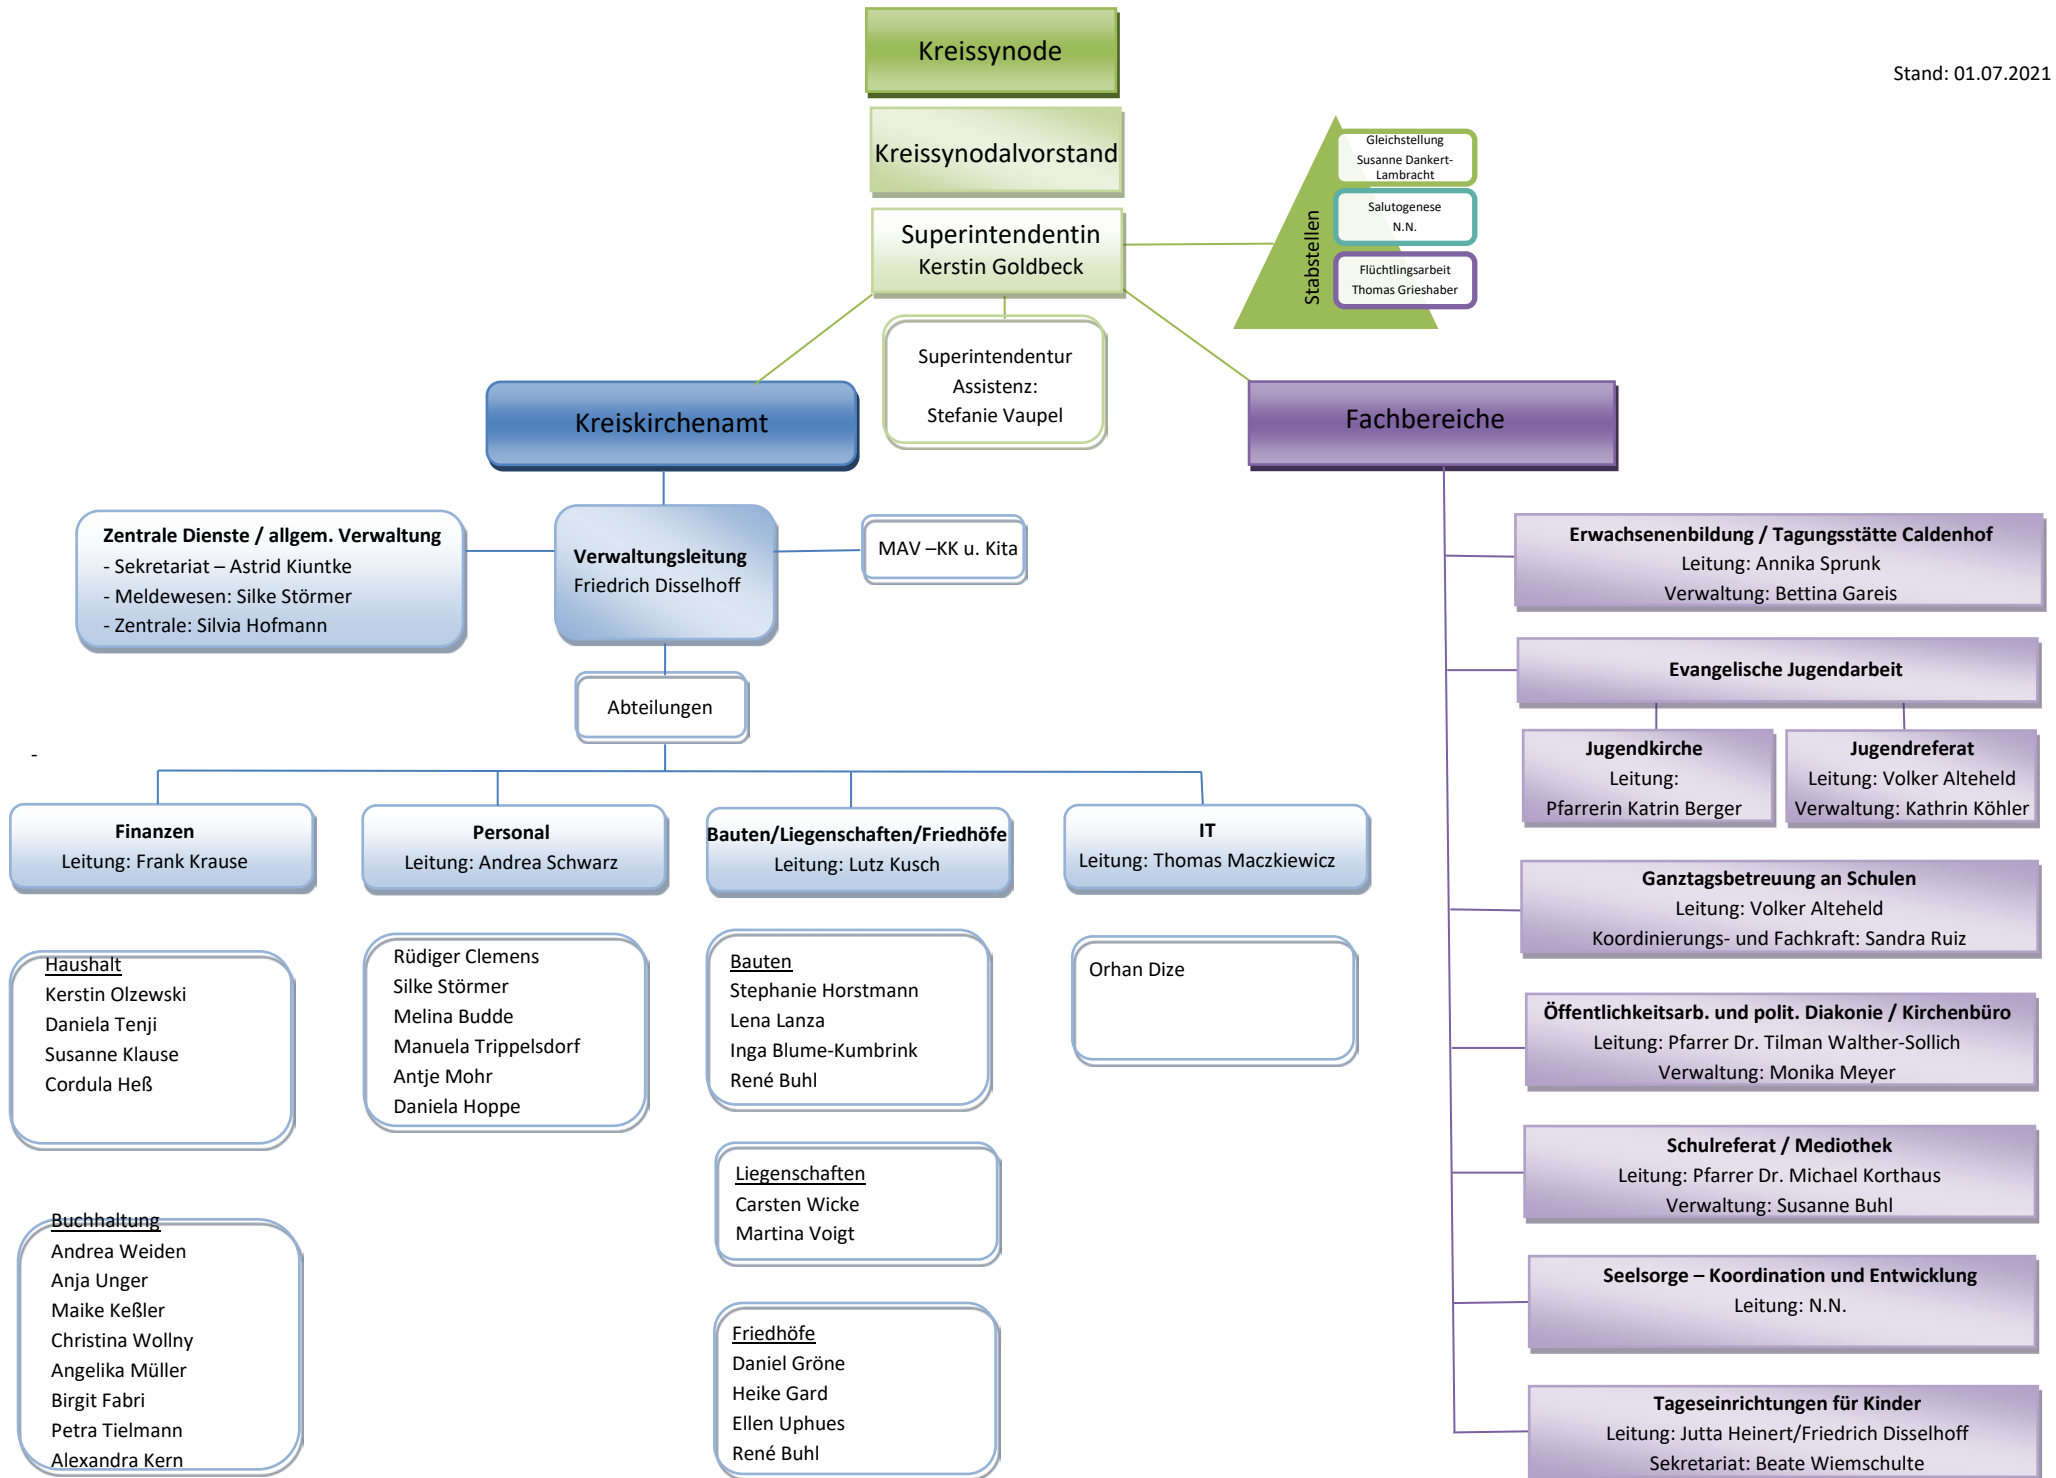 Kreissynode
Stand: 01.07.2021
Kreissynodalvorstand
Gleichstellung
Susanne Dankert-
Lambracht
Salutogenese
N.N.
Flüchtlingsarbeit
Thomas Grieshaber
Stabstellen
Superintendentin
Kerstin Goldbeck
Superintendentur
Assistenz:
Stefanie Vaupel
Kreiskirchenamt
Fachbereiche
Zentrale Dienste / allgem. Verwaltung
- Sekretariat – Astrid Kiuntke
- Meldewesen: Silke Störmer
- Zentrale: Silvia Hofmann
Verwaltungsleitung
Friedrich Disselhoff
MAV –KK u. Kita
Abteilungen
-
Finanzen
Leitung: Frank Krause
Haushalt
Kerstin Olzewski
Daniela Tenji
Susanne Klause
Cordula Heß
Buchhaltung
Andrea Weiden
Anja Unger
Maike Keßler
Christina Wollny
Angelika Müller
Birgit Fabri
Petra Tielmann
Alexandra Kern
Personal
Leitung: Andrea Schwarz
Rüdiger Clemens
Silke Störmer
Melina Budde
Manuela Trippelsdorf
Antje Mohr
Daniela Hoppe
Bauten/Liegenschaften/Friedhöfe
Leitung: Lutz Kusch
Bauten
Stephanie Horstmann
Lena Lanza
Inga Blume-Kumbrink
René Buhl
Liegenschaften
Carsten Wicke
Martina Voigt
Friedhöfe
Daniel Gröne
Heike Gard
Ellen Uphues
René Buhl
IT
Leitung: Thomas Maczkiewicz
Orhan Dize
Erwachsenenbildung / Tagungsstätte Caldenhof
Leitung: Annika Sprunk
Verwaltung: Bettina Gareis
Evangelische Jugendarbeit
Jugendkirche
Leitung:
Pfarrerin Katrin Berger
Jugendreferat
Leitung: Volker Alteheld
Verwaltung: Kathrin Köhler
Ganztagsbetreuung an Schulen
Leitung: Volker Alteheld
Koordinierungs- und Fachkraft: Sandra Ruiz
Öffentlichkeitsarb. und polit. Diakonie / Kirchenbüro
Leitung: Pfarrer Dr. Tilman Walther-Sollich
Verwaltung: Monika Meyer
Schulreferat / Mediothek
Leitung: Pfarrer Dr. Michael Korthaus
Verwaltung: Susanne Buhl
Seelsorge – Koordination und Entwicklung
Leitung: N.N.
Tageseinrichtungen für Kinder
Leitung: Jutta Heinert/Friedrich Disselhoff
Sekretariat: Beate Wiemschulte